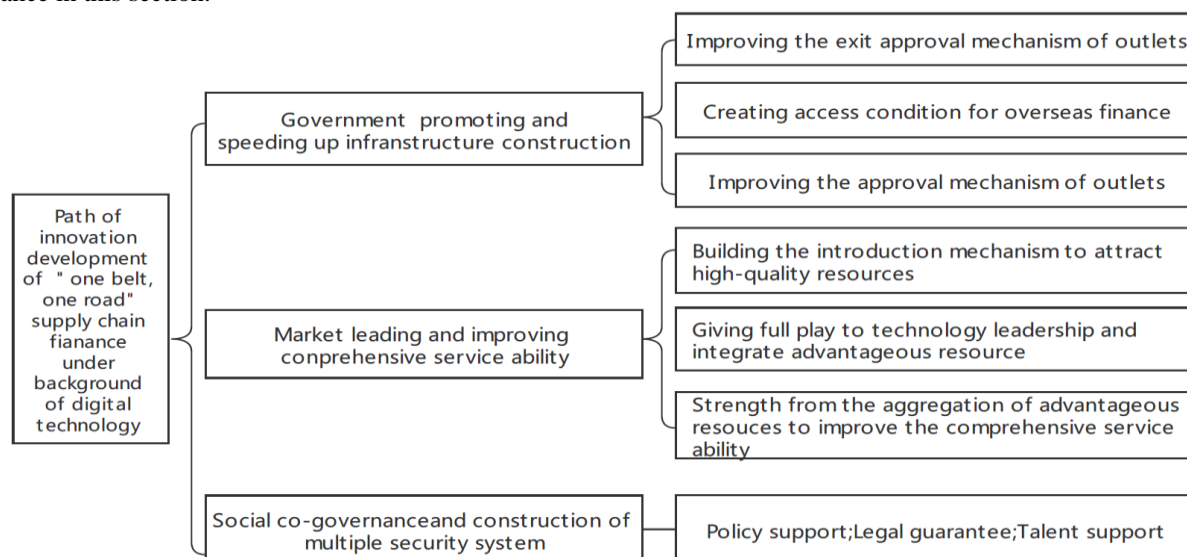 Improving the exit approval mechanism of outlets
Government promoting and
speeding up infranstructure construction
Creating access condition for overseas finance
Improving the approval mechanism of outlets
Path of
innovation
development
of " one belt,
one road"
supply chain
fianance
under
background
of digital
technology
Market leading and improving
conprehensive service ability
Building the introduction mechanism to attract
high-quality resources
Giving full play to technology leadership and
integrate advantageous resource
Strength from the aggregation of advantageous
resouces to improve the comprehensive service
ability
Social co-governanceand construction of
multiple security system
Policy support;Legal guarantee;Talent support